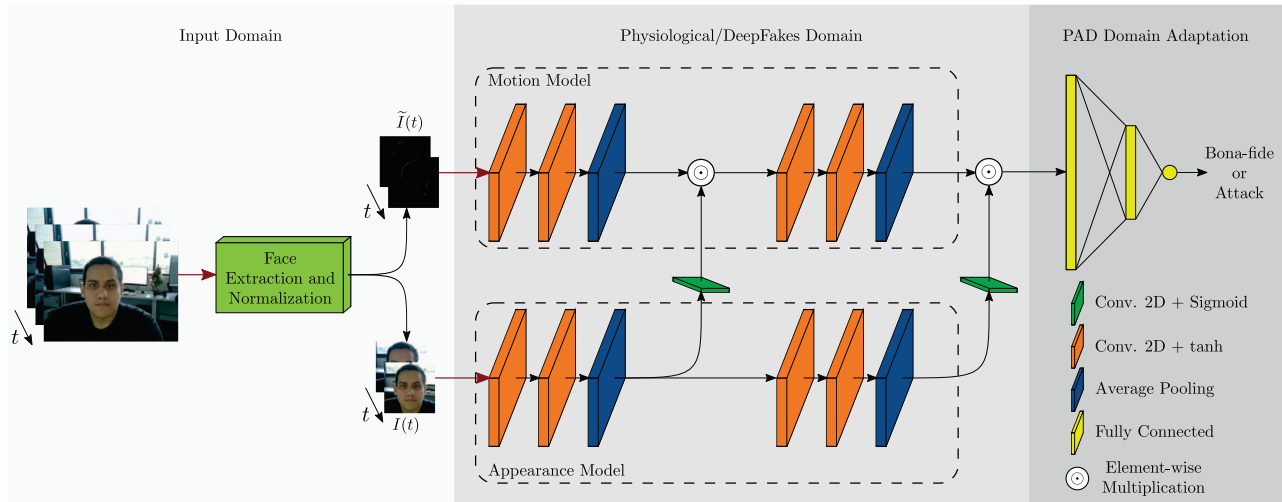 Input Domain
Physiological/DeepFakes Domain
PAD Domain Adaptation
Motion Model
Ĩ(t)
t
Face
Extraction and
Normalization
t
t
I(t)
Appearance Model
Bona-fide
or
Attack
Conv. 2D + Sigmoid
Conv. 2D + tanh
Average Pooling
Fully Connected
Element-wise
Multiplication